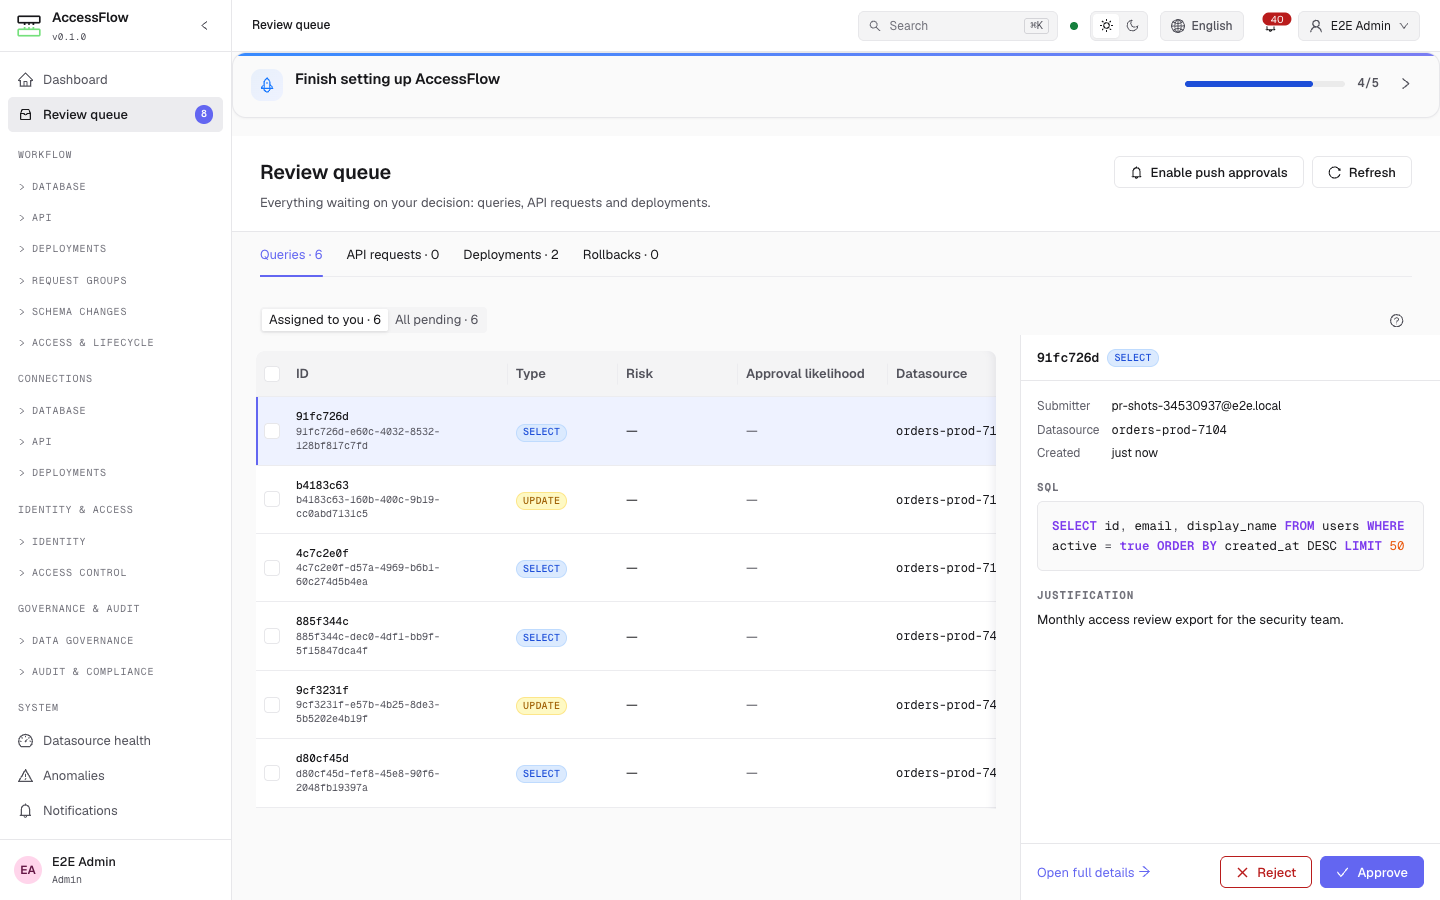 AccessFlow
v0.1.0
Review queue
Search
⌘K
English
40
E2E Admin
Dashboard
Review queue
8
WORKFLOW
DATABASE
API
DEPLOYMENTS
REQUEST GROUPS
SCHEMA CHANGES
ACCESS & LIFECYCLE
CONNECTIONS
DATABASE
API
DEPLOYMENTS
IDENTITY & ACCESS
IDENTITY
ACCESS CONTROL
GOVERNANCE & AUDIT
DATA GOVERNANCE
AUDIT & COMPLIANCE
SYSTEM
Datasource health
Anomalies
Notifications
EA
E2E Admin
Admin
Finish setting up AccessFlow
4/5
Review queue
Everything waiting on your decision: queries, API requests and deployments.
Enable push approvals
Refresh
Queries · 6
API requests · 0
Deployments · 2
Rollbacks · 0
Assigned to you · 6
All pending · 6
ID
Type
Risk
Approval likelihood
Datasource
91fc726d
91fc726d-e60c-4032-8532-
128bf817c7fd
SELECT
—
—
orders-prod-71
b4183c63
b4183c63-160b-400c-9b19-
cc0abd7131c5
UPDATE
—
—
orders-prod-71
4c7c2e0f
4c7c2e0f-d57a-4969-b6b1-
60c274d5b4ea
SELECT
—
—
orders-prod-71
885f344c
885f344c-dec0-4df1-bb9f-
5f15847dca4f
SELECT
—
—
orders-prod-74
9cf3231f
9cf3231f-e57b-4b25-8de3-
5b5202e4b19f
UPDATE
—
—
orders-prod-74
d80cf45d
d80cf45d-fef8-45e8-90f6-
2048fb19397a
SELECT
—
—
orders-prod-74
91fc726d
SELECT
Submitter pr-shots-34530937@e2e.local
Datasource orders-prod-7104
Created just now
SQL
SELECT id, email, display_name FROM users WHERE
active = true ORDER BY created_at DESC LIMIT 50
JUSTIFICATION
Monthly access review export for the security team.
Open full details
Reject
Approve